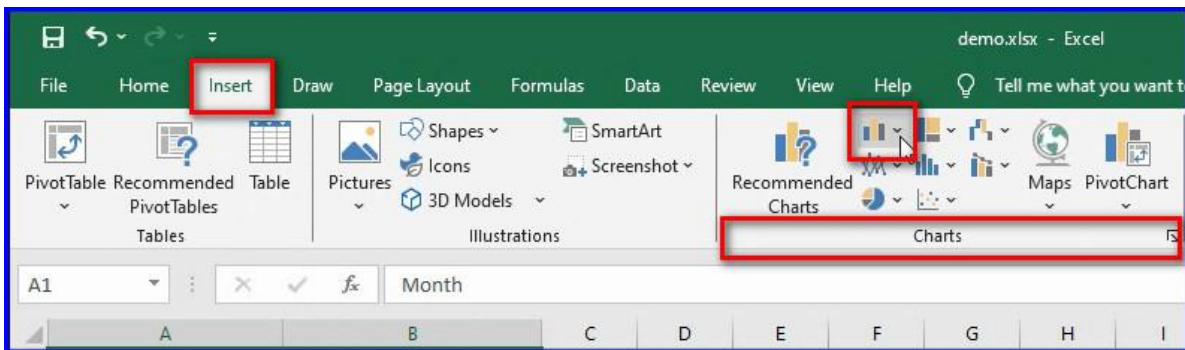 demo.xlsx - Excel
File Home Insert Draw Page Layout Formulas Data Review View Help Tell me what you want t
Shapes SmartArt
Icons Screenshot
PivotTable Recommended Table Pictures 3D Models Recommended Maps PivotChart
PivotTables Charts
Tables Illustrations Charts
A1 fx Month
A B C D E F G H I